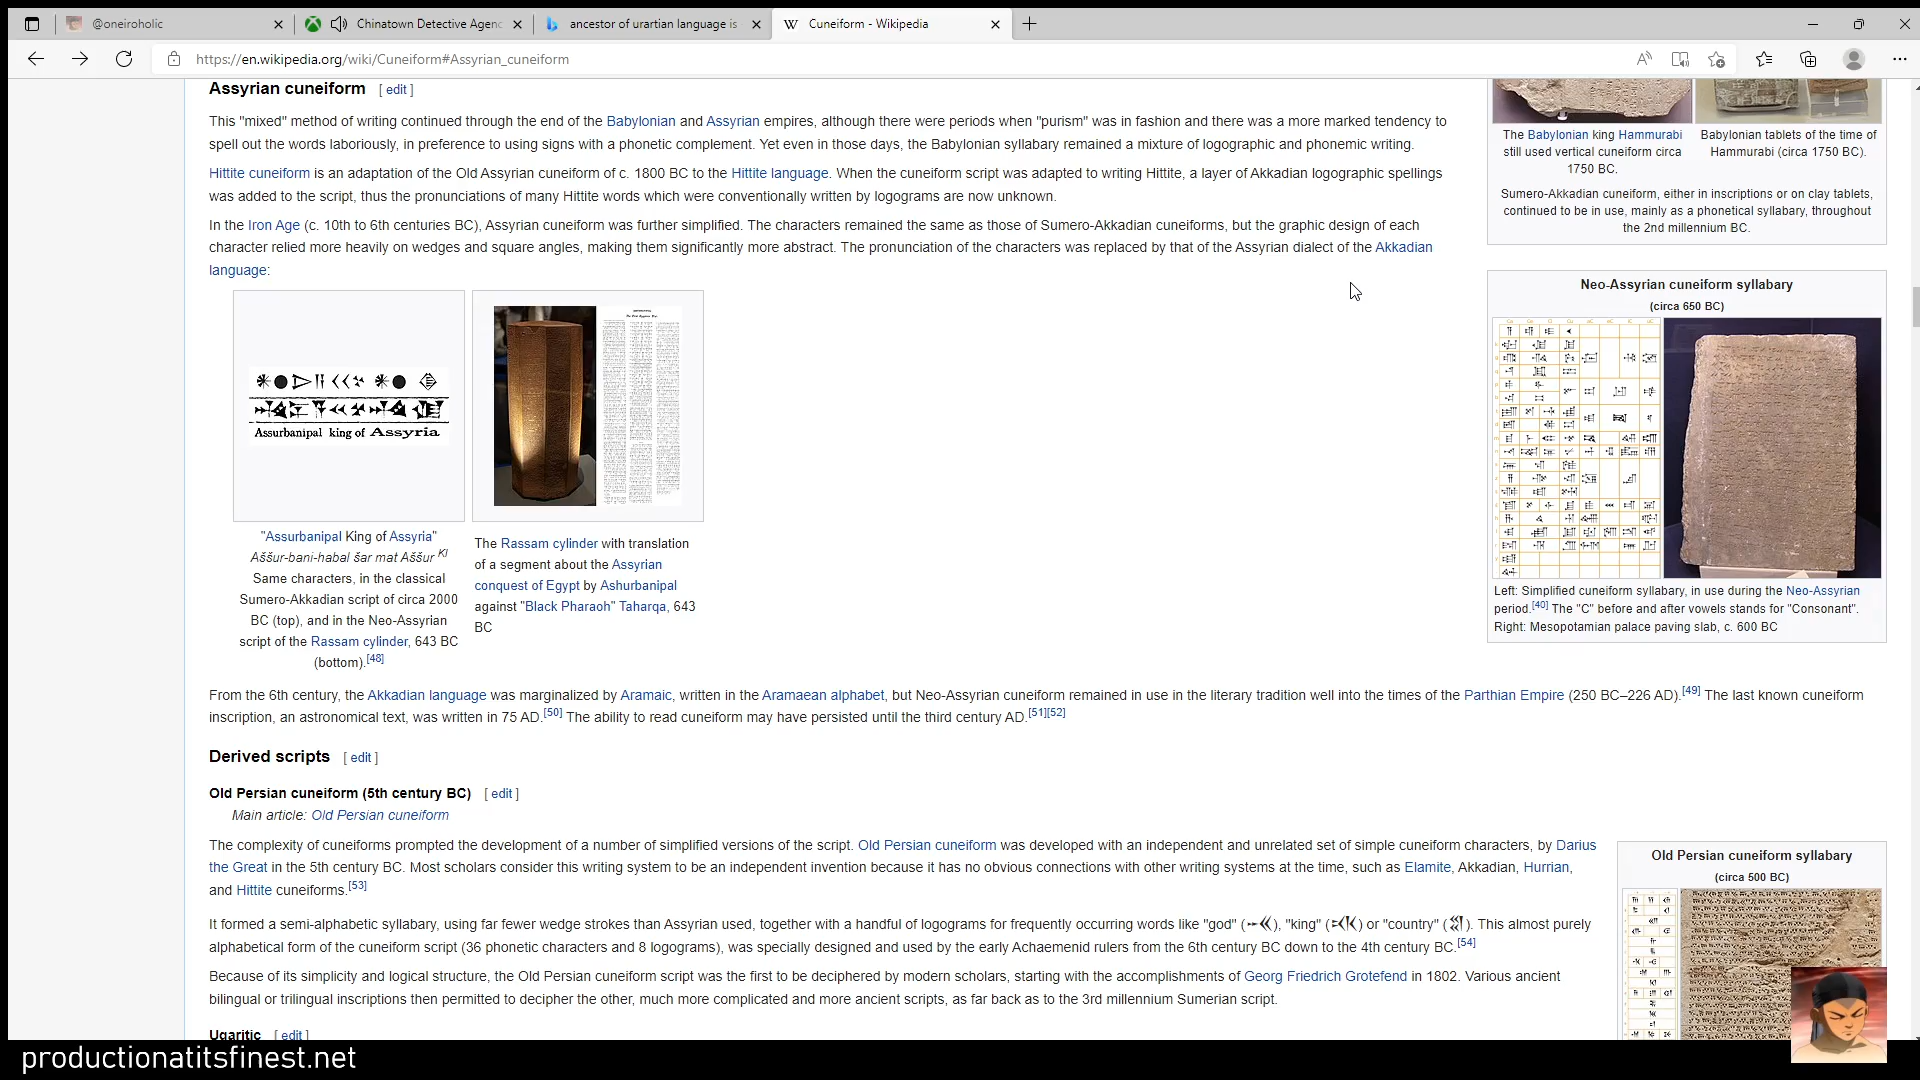 @oneiroholic
Chinatown Detective Agenc
ancestor of urartian language is
Cuneiform - Wikipedia
https://en.wikipedia.org/wiki/Cuneiform#Assyrian_cuneiform
Assyrian cuneiform [ edit ]
This "mixed" method of writing continued through the end of the Babylonian and Assyrian empires, although there were periods when "purism" was in fashion and there was a more marked tendency to
spell out the words laboriously, in preference to using signs with a phonetic complement. Yet even in those days, the Babylonian syllabary remained a mixture of logographic and phonemic writing.
Hittite cuneiform is an adaptation of the Old Assyrian cuneiform of c. 1800 BC to the Hittite language. When the cuneiform script was adapted to writing Hittite, a layer of Akkadian logographic spellings
was added to the script, thus the pronunciations of many Hittite words which were conventionally written by logograms are now unknown.
In the Iron Age (c. 10th to 6th centuries BC), Assyrian cuneiform was further simplified. The characters remained the same as those of Sumero-Akkadian cuneiforms, but the graphic design of each
character relied more heavily on wedges and square angles, making them significantly more abstract. The pronunciation of the characters was replaced by that of the Assyrian dialect of the Akkadian
language:
Assurbanipal king of Assyria
"Assurbanipal King of Assyria"
Aššur-bani-habal šar mat Aššur KI
Same characters, in the classical
Sumero-Akkadian script of circa 2000
BC (top), and in the Neo-Assyrian
script of the Rassam cylinder, 643 BC
(bottom).[48]
The Rassam cylinder with translation
of a segment about the Assyrian
conquest of Egypt by Ashurbanipal
against "Black Pharaoh" Taharqa, 643
BC
The Babylonian king Hammurabi
still used vertical cuneiform circa
1750 BC.
Babylonian tablets of the time of
Hammurabi (circa 1750 BC).
Sumero-Akkadian cuneiform, either in inscriptions or on clay tablets,
continued to be in use, mainly as a phonetical syllabary, throughout
the 2nd millennium BC.
Neo-Assyrian cuneiform syllabary
(circa 650 BC)
Left: Simplified cuneiform syllabary, in use during the Neo-Assyrian
period.[40] The "C" before and after vowels stands for "Consonant".
Right: Mesopotamian palace paving slab, c. 600 BC
From the 6th century, the Akkadian language was marginalized by Aramaic, written in the Aramaean alphabet, but Neo-Assyrian cuneiform remained in use in the literary tradition well into the times of the Parthian Empire (250 BC–226 AD).[49] The last known cuneiform
inscription, an astronomical text, was written in 75 AD.[50] The ability to read cuneiform may have persisted until the third century AD.[51][52]
Derived scripts [ edit ]
Old Persian cuneiform (5th century BC) [ edit ]
Main article: Old Persian cuneiform
The complexity of cuneiforms prompted the development of a number of simplified versions of the script. Old Persian cuneiform was developed with an independent and unrelated set of simple cuneiform characters, by Darius
the Great in the 5th century BC. Most scholars consider this writing system to be an independent invention because it has no obvious connections with other writing systems at the time, such as Elamite, Akkadian, Hurrian,
and Hittite cuneiforms.[53]
It formed a semi-alphabetic syllabary, using far fewer wedge strokes than Assyrian used, together with a handful of logograms for frequently occurring words like "god" (), "king" () or "country" (). This almost purely
alphabetical form of the cuneiform script (36 phonetic characters and 8 logograms), was specially designed and used by the early Achaemenid rulers from the 6th century BC down to the 4th century BC.[54]
Because of its simplicity and logical structure, the Old Persian cuneiform script was the first to be deciphered by modern scholars, starting with the accomplishments of Georg Friedrich Grotefend in 1802. Various ancient
bilingual or trilingual inscriptions then permitted to decipher the other, much more complicated and more ancient scripts, as far back as to the 3rd millennium Sumerian script.
Old Persian cuneiform syllabary
(circa 500 BC)
Ugaritic [ edit ]
productionatitsfinest.net